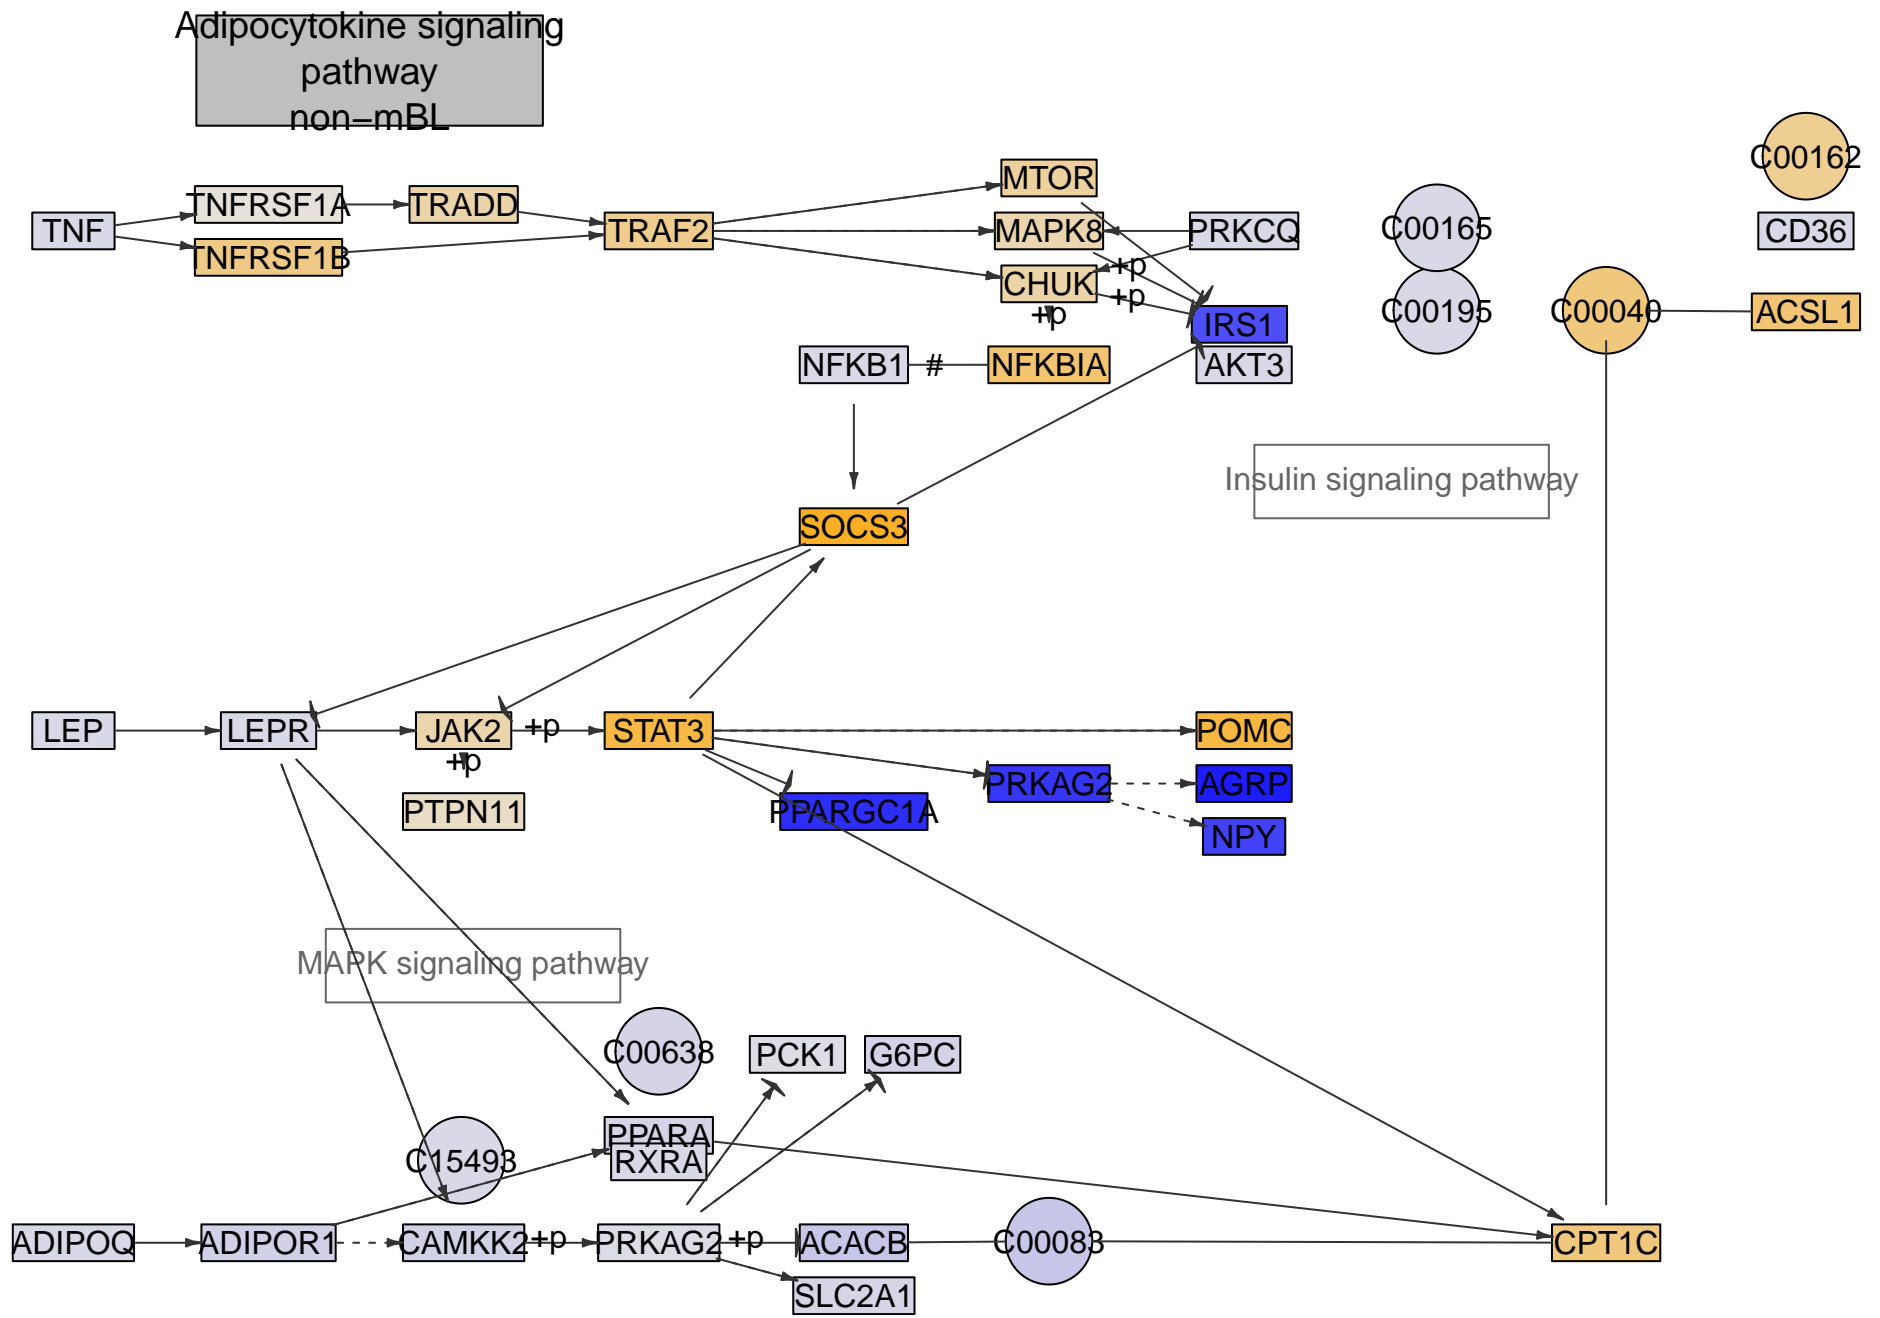 Adipocytokine signaling
pathway
non−mBL
C00162
TNF
TNFRSF1A
TRADD
MTOR
TNFRSF1B
TRAF2
MAPK8
PRKCQ
C00165
CD36
CHUK
+p
+p
+p
IRS1
C00195
C00040
ACSL1
NFKB1
#
NFKBIA
AKT3
Insulin signaling pathway
SOCS3
LEP
LEPR
JAK2
+p
STAT3
POMC
+p
PRKAG2
AGRP
PTPN11
PPARGC1A
NPY
MAPK signaling pathway
C00638
PCK1
G6PC
PPARA
C15493
RXRA
ADIPOQ
ADIPOR1
CAMKK2
+p
PRKAG2
+p
ACACB
C00083
CPT1C
SLC2A1